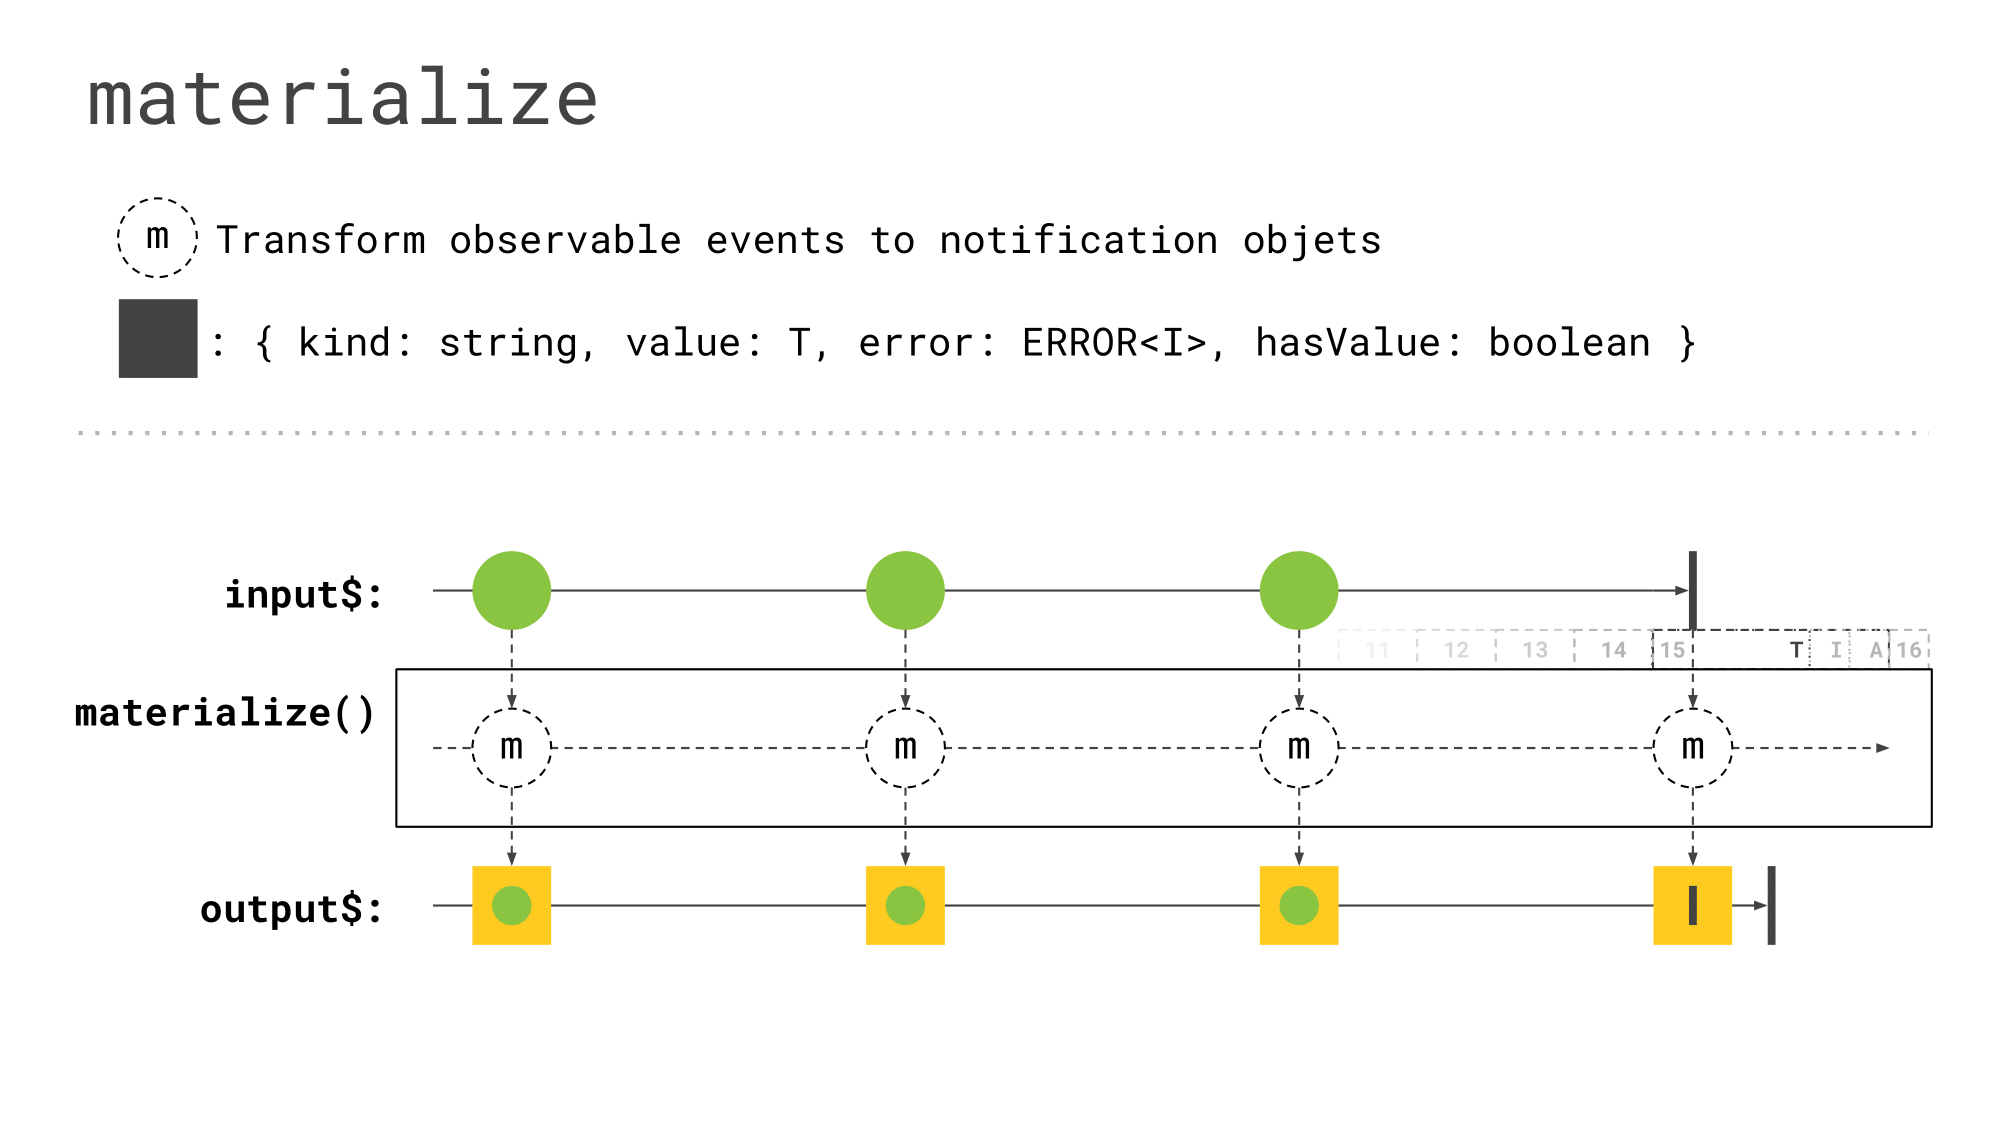 materialize
m Transform observable events to notification objets
: { kind: string, value: T, error: ERROR<I>, hasValue: boolean }
input$:
11 12 13 14 15 T I A 16
materialize()
m m m m
output$: